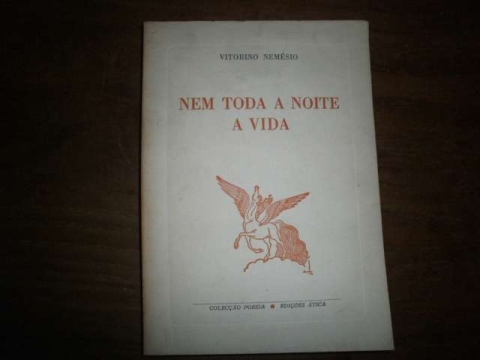 VITORINO NEMÉSIO
NEM TODA A NOITE
A VIDA
COLECÇÃO POESIA ● EDIÇÕES ÁTICA